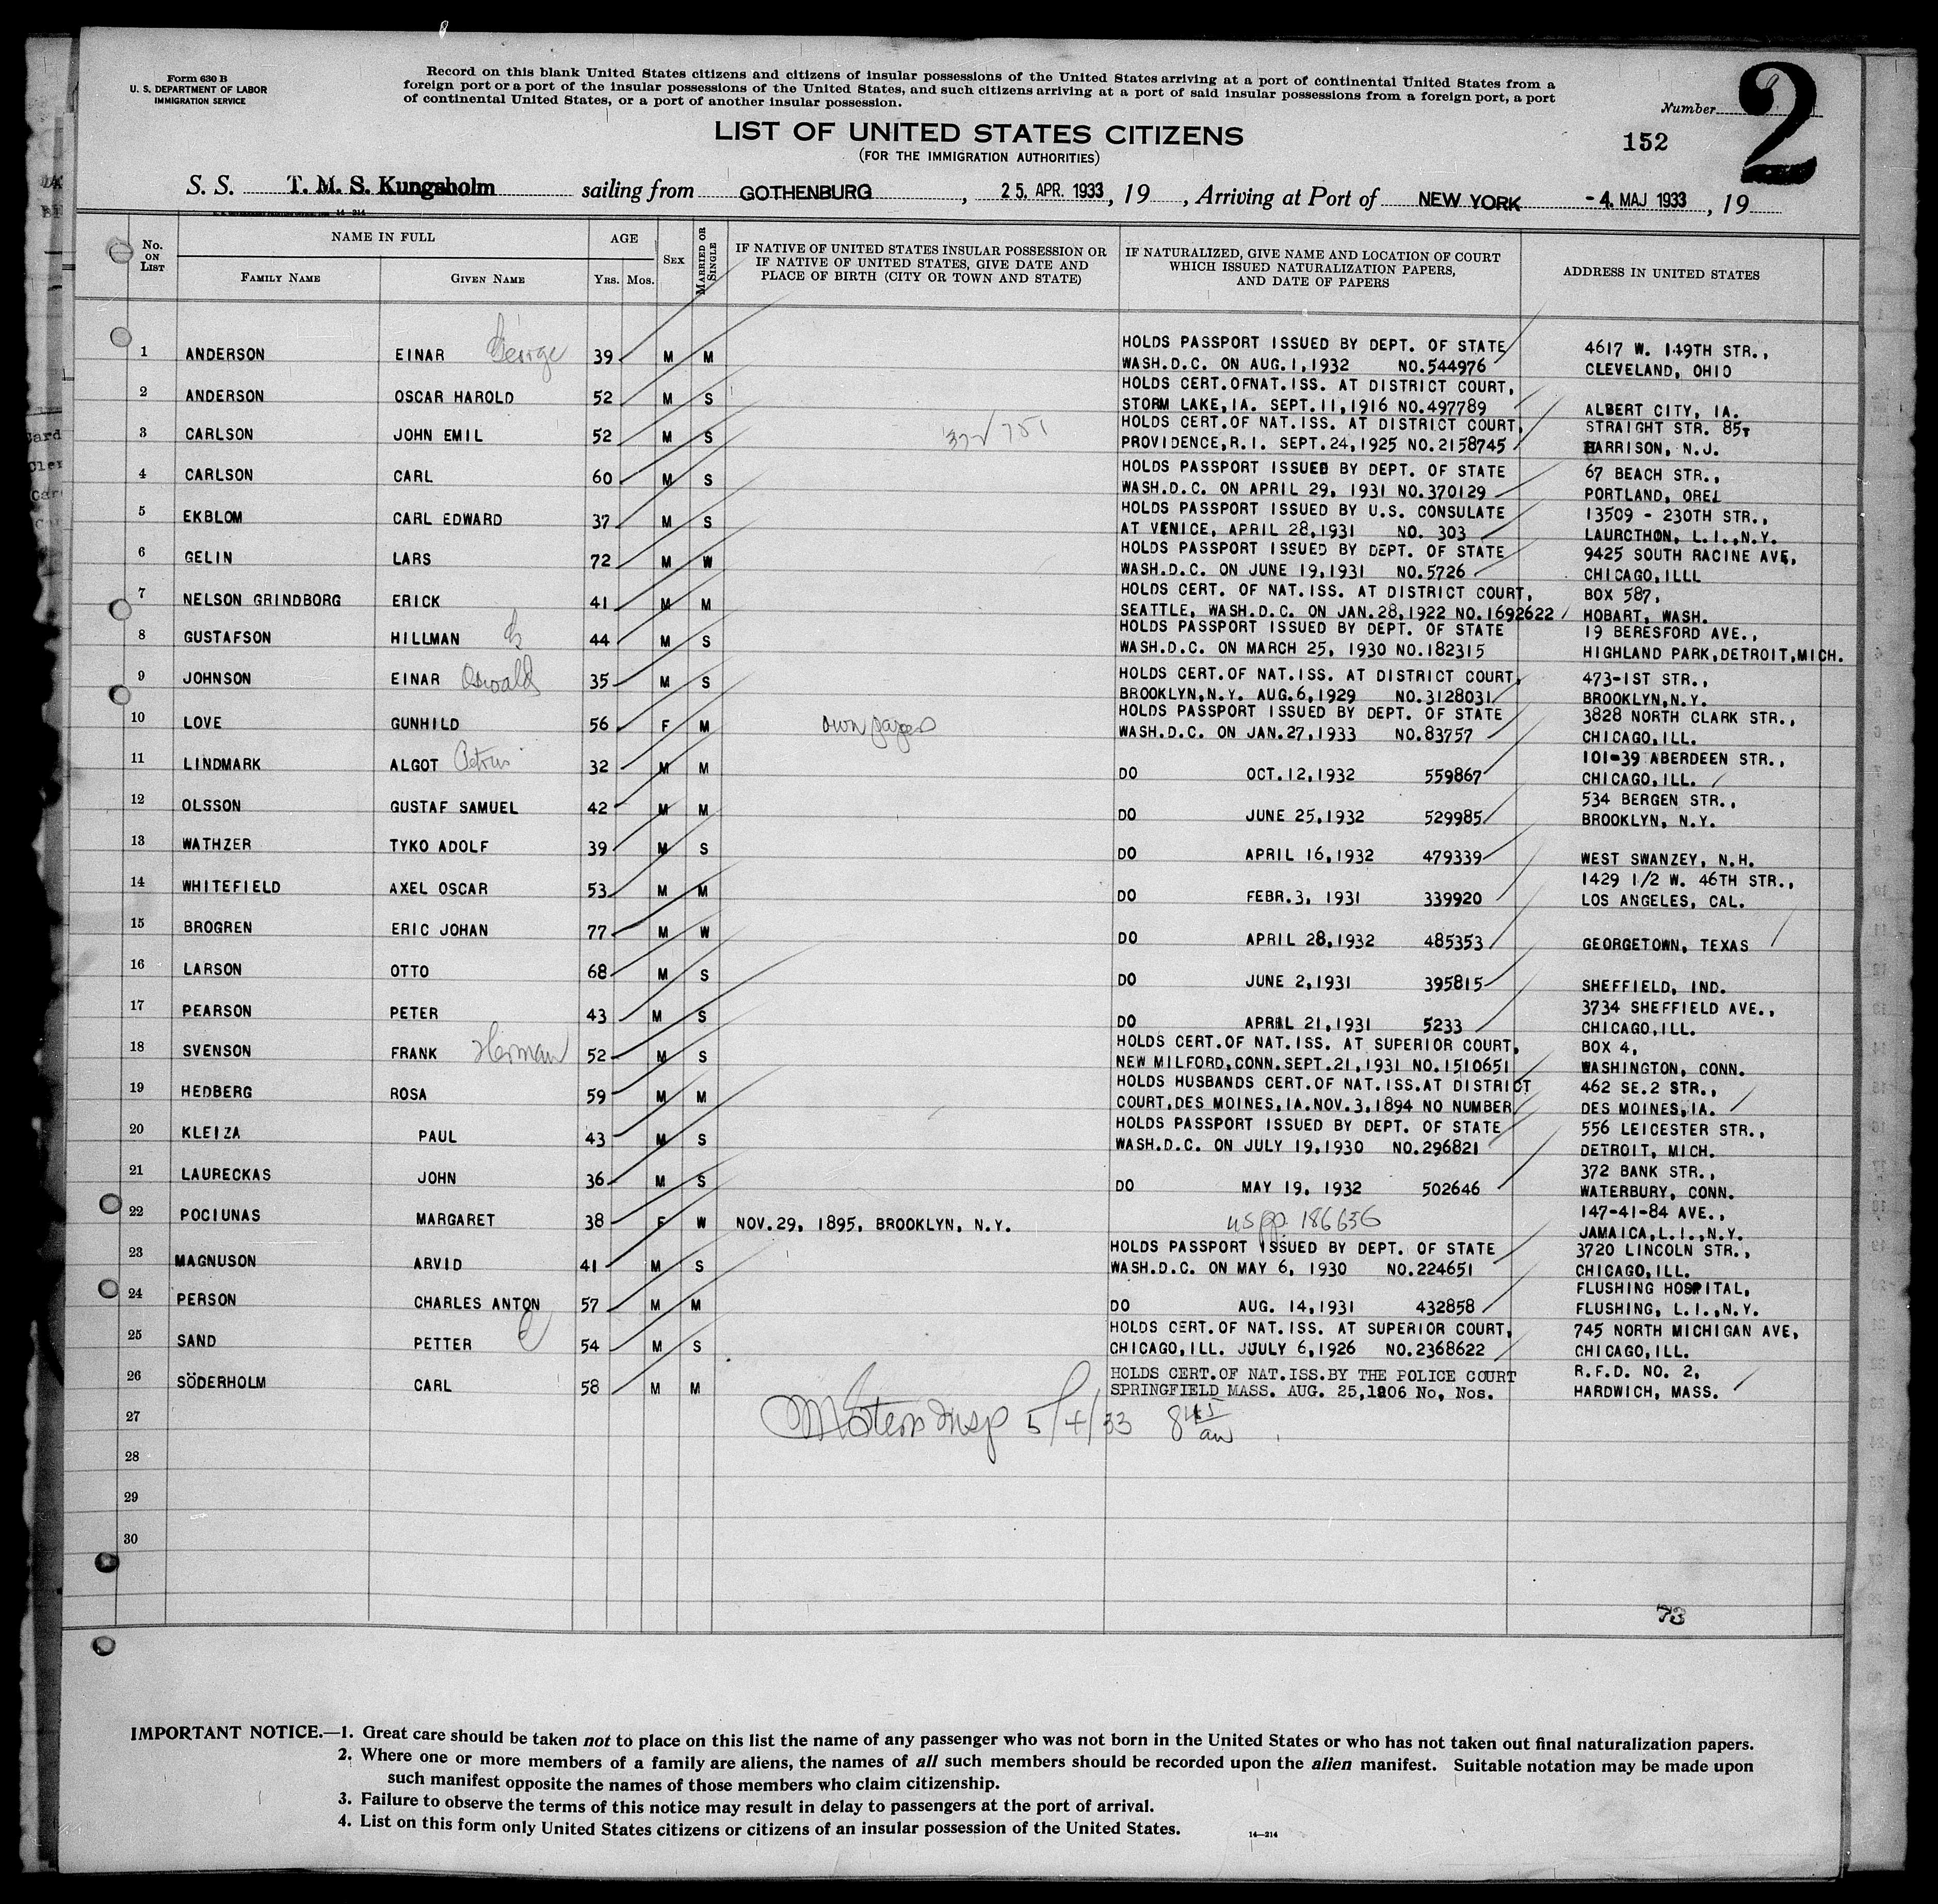 Form 630 B
U. S. DEPARTMENT OF LABOR
IMMIGRATION SERVICE
Record on this blank United States citizens and citizens of insular possessions of the United States arriving at a port of continental United States from a
foreign port or a port of the insular possessions of the United States, and such citizens arriving at a port of said insular possessions from a foreign port, a port
of continental United States, or a port of another insular possession.
Number
2
152
LIST OF UNITED STATES CITIZENS
(FOR THE IMMIGRATION AUTHORITIES)
S. S. T. M. S. Kungsholm sailing from GOTHENBURG, 25. APR. 1933, 19 , Arriving at Port of NEW YORK -4. MAJ 1933, 19
No. ON LIST
NAME IN FULL
FAMILY NAME GIVEN NAME
AGE
YRS. MOS.
SEX
MARRIED OR SINGLE
IF NATIVE OF UNITED STATES INSULAR POSSESSION OR
IF NATIVE OF UNITED STATES, GIVE DATE AND
PLACE OF BIRTH (CITY OR TOWN AND STATE)
IF NATURALIZED, GIVE NAME AND LOCATION OF COURT
WHICH ISSUED NATURALIZATION PAPERS,
AND DATE OF PAPERS
ADDRESS IN UNITED STATES
1 ANDERSON EINAR George 39 M M HOLDS PASSPORT ISSUED BY DEPT. OF STATE 4617 W. 149TH STR.,
WASH.D.C. ON AUG.1,1932 NO.544976 CLEVELAND, OHIO
2 ANDERSON OSCAR HAROLD 52 M S HOLDS CERT.OFNAT.ISS. AT DISTRICT COURT,
STORM LAKE,IA. SEPT.11,1916 NO.497789 ALBERT CITY, IA.
3 CARLSON JOHN EMIL 52 M S HOLDS CERT.OF NAT.ISS. AT DISTRICT COURT, STRAIGHT STR. 85,
PROVIDENCE,R.I. SEPT.24,1925 NO.2158745 HARRISON, N.J.
4 CARLSON CARL 60 M S HOLDS PASSPORT ISSUED BY DEPT. OF STATE 67 BEACH STR.,
WASH.D.C. ON APRIL 29, 1931 NO.370129 PORTLAND, OREL
5 EKBLOM CARL EDWARD 37 M S HOLDS PASSPORT ISSUED BY U.S. CONSULATE 13509 - 230TH STR.,
AT VENICE, APRIL 28,1931 NO. 303 LAURCTHON, L.I.,N.Y.
6 GELIN LARS 72 M W HOLDS PASSPORT ISSUED BY DEPT. OF STATE 9425 SOUTH RACINE AVE,
WASH.D.C. ON JUNE 19,1931 NO.5726 CHICAGO,ILLL
7 NELSON GRINDBORG ERICK 41 M M HOLDS CERT. OF NAT.ISS. AT DISTRICT COURT, BOX 587,
SEATTLE, WASH.D.C. ON JAN.28,1922 NO.1692622 HOBART, WASH.
8 GUSTAFSON HILLMAN 44 M S HOLDS PASSPORT ISSUED BY DEPT. OF STATE 19 BERESFORD AVE.,
WASH.D.C. ON MARCH 25, 1930 NO.182315 HIGHLAND PARK,DETROIT,MICH.
9 JOHNSON EINAR Oswald 35 M S HOLDS CERT.OF NAT.ISS. AT DISTRICT COURT, 473-1ST STR.,
BROOKLYN,N.Y. AUG.6,1929 NO.3128031 BROOKLYN,N.Y.
10 LOVE GUNHILD 56 F M own papers HOLDS PASSPORT ISSUED BY DEPT. OF STATE 3828 NORTH CLARK STR.,
WASH.D.C. ON JAN.27,1933 NO.83757 CHICAGO,ILL.
11 LINDMARK ALGOT 32 M M DO OCT.12,1932 559867 101-39 ABERDEEN STR.,
CHICAGO,ILL.
12 OLSSON GUSTAF SAMUEL 42 M M DO JUNE 25,1932 529985 534 BERGEN STR.,
BROOKLYN, N.Y.
13 WATHZER TYKO ADOLF 39 M S DO APRIL 16,1932 479339 WEST SWANZEY, N.H.
14 WHITEFIELD AXEL OSCAR 53 M M DO FEBR.3, 1931 339920 1429 1/2 W. 46TH STR.,
LOS ANGELES, CAL.
15 BROGREN ERIC JOHAN 77 M W DO APRIL 28,1932 485353 GEORGETOWN, TEXAS
16 LARSON OTTO 68 M S DO JUNE 2,1931 395815 SHEFFIELD, IND.
17 PEARSON PETER 43 M S DO APRIL 21,1931 5233 3734 SHEFFIELD AVE.,
CHICAGO,ILL.
18 SVENSON FRANK Herman 52 M S HOLDS CERT.OF NAT.ISS. AT SUPERIOR COURT, BOX 4,
NEW MILFORD,CONN.SEPT.21,1931 NO.1510651 WASHINGTON, CONN.
19 HEDBERG ROSA 59 M M HOLDS HUSBANDS CERT.OF NAT.ISS.AT DISTRICT 462 SE.2 STR.,
COURT,DES MOINES,IA.NOV.3,1894 NO NUMBER DES MOINES,IA.
20 KLEIZA PAUL 43 M S HOLDS PASSPORT ISSUED BY DEPT. OF STATE 556 LEICESTER STR.,
WASH.D.C. ON JULY 19,1930 NO.296821 DETROIT, MICH.
21 LAURECKAS JOHN 36 M S DO MAY 19, 1932 502646 372 BANK STR.,
WATERBURY, CONN.
22 POCIUNAS MARGARET 38 F W NOV.29, 1895, BROOKLYN, N.Y. US pp. 186636 147-41-84 AVE.,
JAMAICA,L.I.,N.Y.
23 MAGNUSON ARVID 41 M S HOLDS PASSPORT ISSUED BY DEPT. OF STATE 3720 LINCOLN STR.,
WASH.D.C. ON MAY 6, 1930 NO.224651 CHICAGO,ILL.
24 PERSON CHARLES ANTON 57 M M DO AUG. 14,1931 432858 FLUSHING HOSPITAL,
FLUSHING, L.I.,N.Y.
25 SAND PETTER 54 M S HOLDS CERT.OF NAT.ISS. AT SUPERIOR COURT, 745 NORTH MICHIGAN AVE,
CHICAGO,ILL. JUULY 6,1926 NO.2368622 CHICAGO,ILL.
26 SÖDERHOLM CARL 58 M M HOLDS CERT.OF NAT.ISS.BY THE POLICE COURT R.F.D. NO. 2,
SPRINGFIELD MASS. AUG. 25,1906 No, Nos. HARDWICH, MASS.
27 Insp 5/4/33 8 45 am
28
29
30
73
IMPORTANT NOTICE.—1. Great care should be taken not to place on this list the name of any passenger who was not born in the United States or who has not taken out final naturalization papers.
2. Where one or more members of a family are aliens, the names of all such members should be recorded upon the alien manifest. Suitable notation may be made upon
such manifest opposite the names of those members who claim citizenship.
3. Failure to observe the terms of this notice may result in delay to passengers at the port of arrival.
4. List on this form only United States citizens or citizens of an insular possession of the United States.
14—214